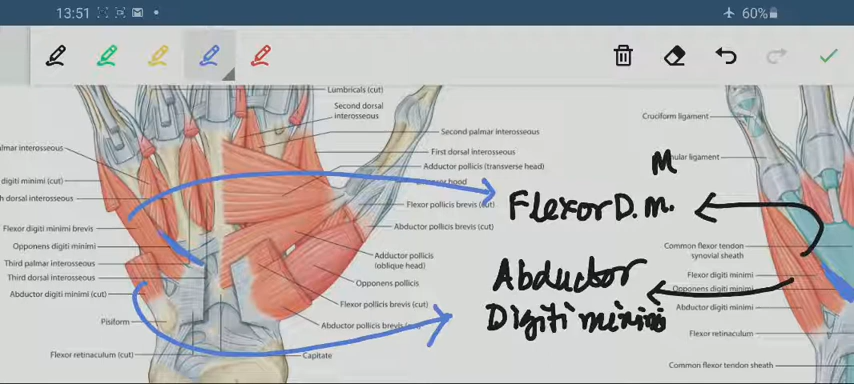 13:51
60%
Lumbricals (cut)
Second dorsal
interosseous
Second palmar interosseous
First dorsal interosseous
Adductor pollicis (transverse head)
hood
Flexor pollicis brevis (cut)
Abductor pollicis brevis (cut)
Adductor pollicis
(oblique head)
Opponens pollicis
Flexor pollicis brevis (cut)
Abductor pollicis brevis
Capitate
almar interosseous
digiti minimi (cut)
h dorsal interosseous
Flexor digiti minimi brevis
Opponens digiti minimi
Third palmar interosseous
Third dorsal interosseous
Abductor digiti minimi (cut)
Pisiform
Flexor retinaculum (cut)
M
Flexor D.M.
Abductor
Digiti minimi
Cruciform ligament
nular ligament
Common flexor tendon
synovial sheath
Flexor digiti minimi
Opponens digiti minimi
Abductor digiti minimi
Flexor retinaculum
Common flexor tendon sheath